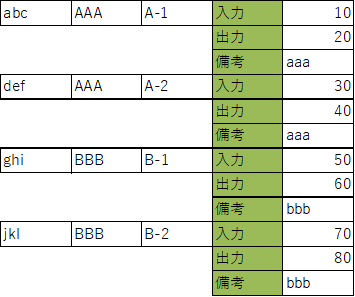 abc AAA A-1 入力 10
出力 20
備考 aaa
def AAA A-2 入力 30
出力 40
備考 aaa
ghi BBB B-1 入力 50
出力 60
備考 bbb
jkl BBB B-2 入力 70
出力 80
備考 bbb